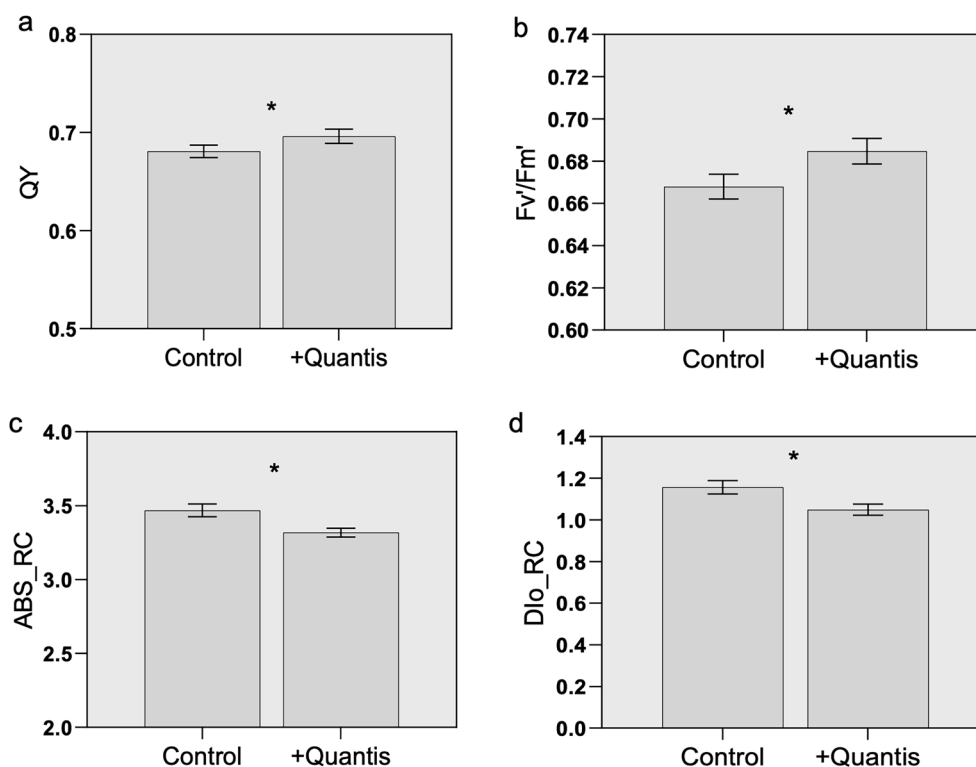 a
0.8
0.7
0.6
0.5
QY
*
Control
+Quantis
b
0.74
0.72
0.70
0.68
0.66
0.64
0.62
0.60
Fv'/Fm'
*
Control
+Quantis
c
4.0
3.5
3.0
2.5
2.0
ABS_RC
*
Control
+Quantis
d
1.4
1.2
1.0
0.8
0.6
0.4
0.2
0.0
DIo_RC
*
Control
+Quantis